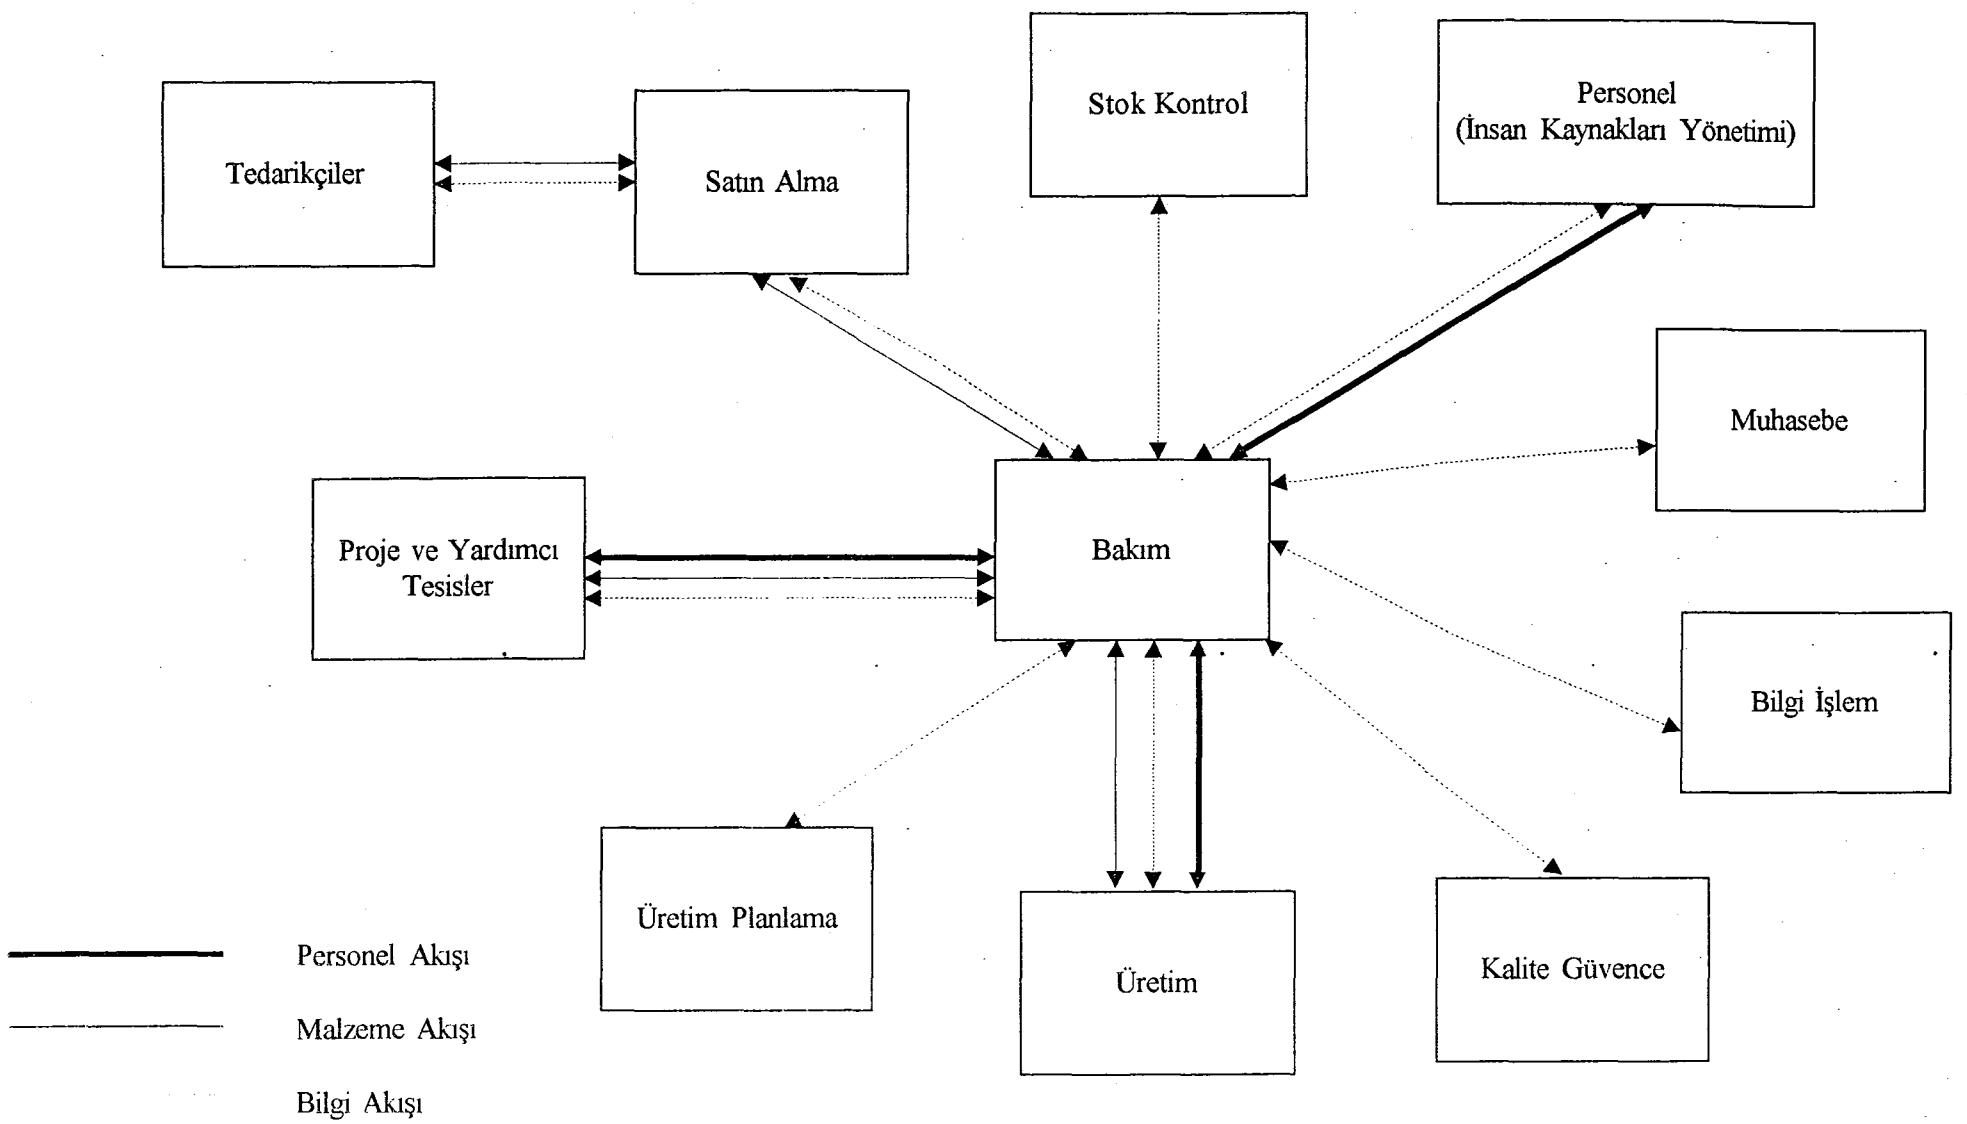 Stok Kontrol
Personel
(İnsan Kaynakları Yönetimi)
Tedarikçiler
Satın Alma
Muhasebe
Proje ve Yardımcı
Tesisler
Bakım
Bilgi İşlem
Üretim Planlama
Üretim
Kalite Güvence
Personel Akışı
Malzeme Akışı
Bilgi Akışı